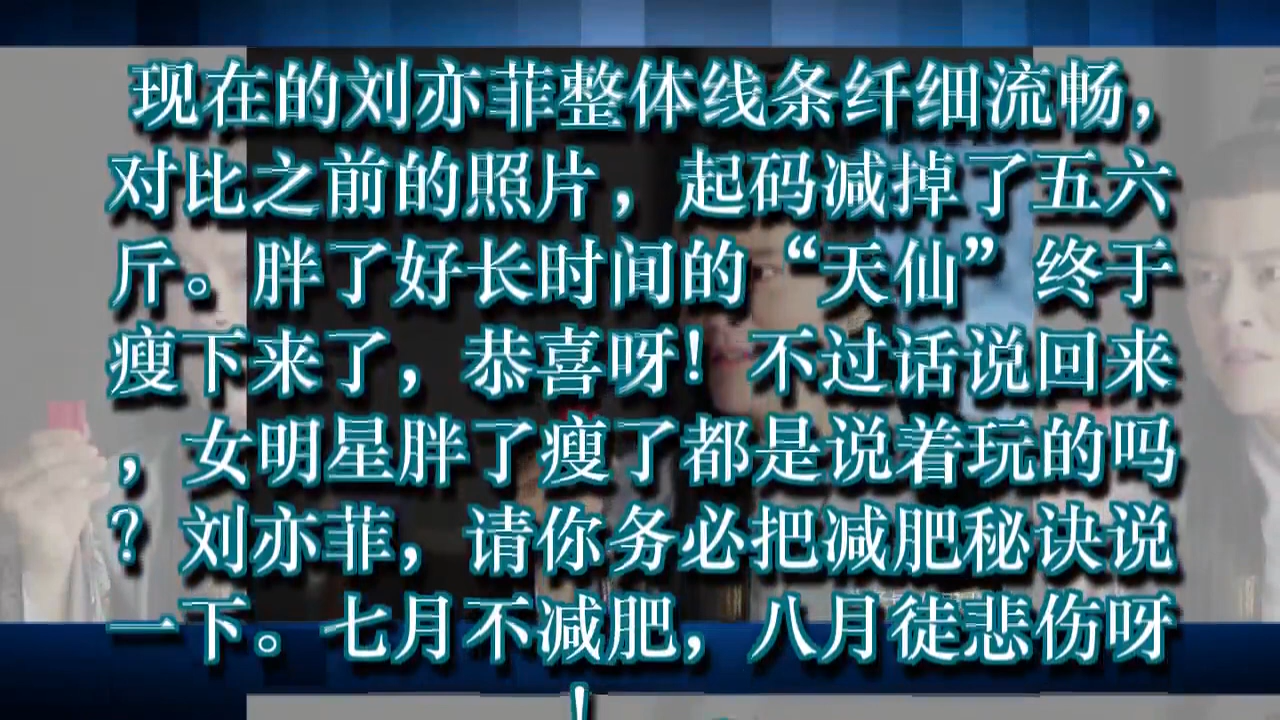 现在的刘亦菲整体线条纤细流畅，
对比之前的照片，起码减掉了五六
斤。胖了好长时间的“天仙”终于
瘦下来了，恭喜呀！不过话说回来
，女明星胖了瘦了都是说着玩的吗
？刘亦菲，请你务必把减肥秘诀说
一下。七月不减肥，八月徒悲伤呀
！